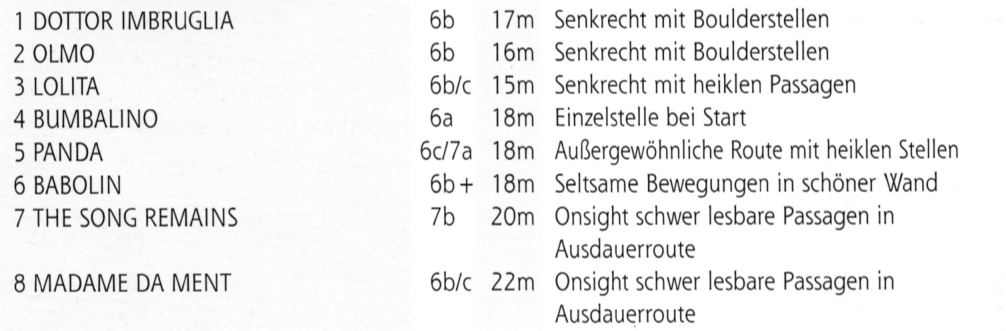 1 DOTTOR IMBRUGLIA 6b 17m Senkrecht mit Boulderstellen
2 OLMO 6b 16m Senkrecht mit Boulderstellen
3 LOLITA 6b/c 15m Senkrecht mit heiklen Passagen
4 BUMBALINO 6a 18m Einzelstelle bei Start
5 PANDA 6c/7a 18m Außergewöhnliche Route mit heiklen Stellen
6 BABOLIN 6b+ 18m Seltsame Bewegungen in schöner Wand
7 THE SONG REMAINS 7b 20m Onsight schwer lesbare Passagen in
Ausdauerroute
8 MADAME DA MENT 6b/c 22m Onsight schwer lesbare Passagen in
Ausdauerroute